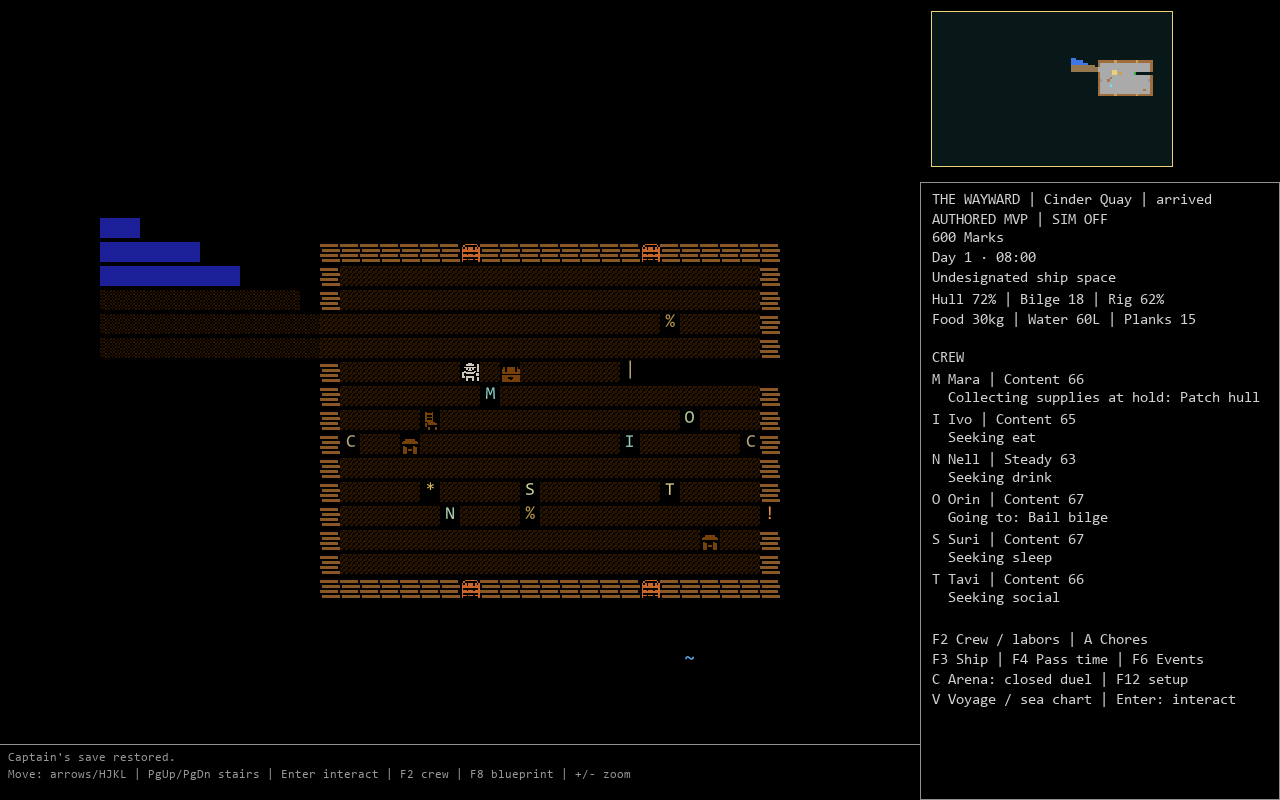 THE WAYWARD | Cinder Quay | arrived
AUTHORED MVP | SIM OFF
600 Marks
Day 1 · 08:00
Undesignated ship space
Hull 72% | Bilge 18 | Rig 62%
Food 30kg | Water 60L | Planks 15
CREW
M Mara | Content 66
Collecting supplies at hold: Patch hull
I Ivo | Content 65
Seeking eat
N Nell | Steady 63
Seeking drink
O Orin | Content 67
Going to: Bail bilge
S Suri | Content 67
Seeking sleep
T Tavi | Content 66
Seeking social
F2 Crew / labors | A Chores
F3 Ship | F4 Pass time | F6 Events
C Arena: closed duel | F12 setup
V Voyage / sea chart | Enter: interact
%
|
M
O
C I C
* S T
N % !
~
Captain's save restored.
Move: arrows/HJKL | PgUp/PgDn stairs | Enter interact | F2 crew | F8 blueprint | +/- zoom